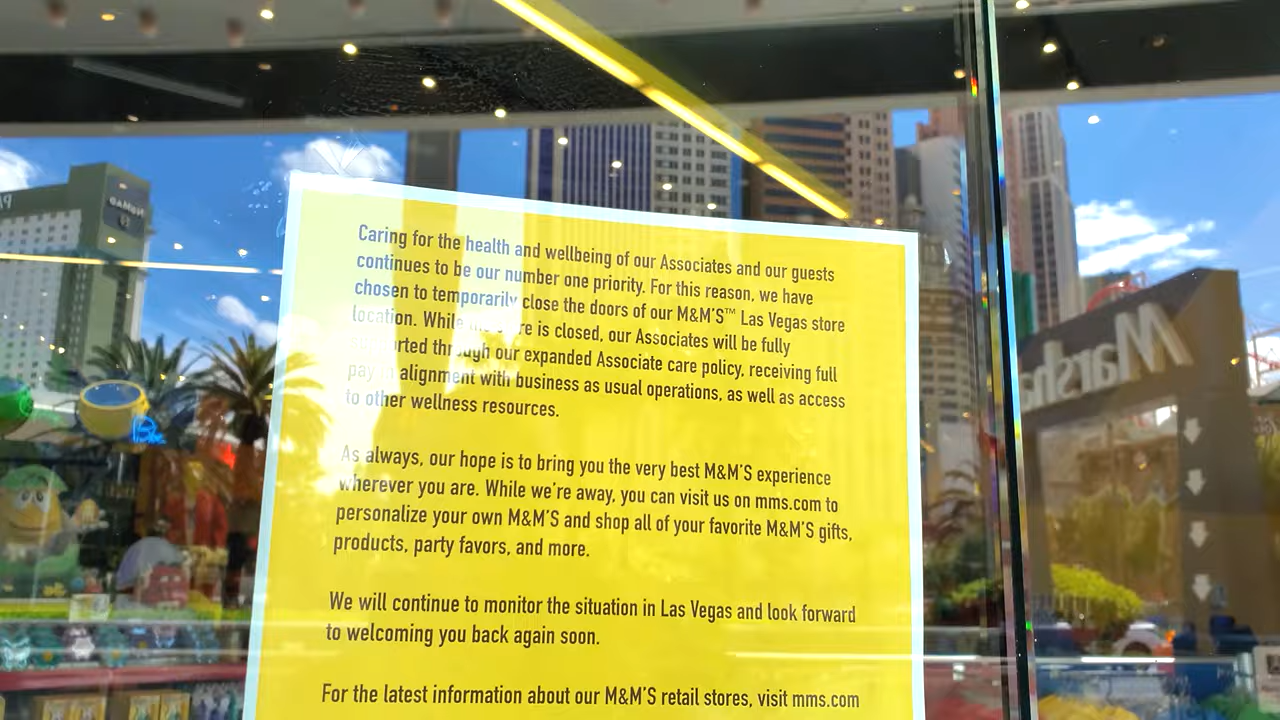 Caring for the health and wellbeing of our Associates and our guests
continues to be our number one priority. For this reason, we have
chosen to temporarily close the doors of our M&M'S™ Las Vegas store
location. While the store is closed, our Associates will be fully
supported through our expanded Associate care policy, receiving full
pay in alignment with business as usual operations, as well as access
to other wellness resources.
As always, our hope is to bring you the very best M&M'S experience
wherever you are. While we're away, you can visit us on mms.com to
personalize your own M&M'S and shop all of your favorite M&M'S gifts,
products, party favors, and more.
We will continue to monitor the situation in Las Vegas and look forward
to welcoming you back again soon.
For the latest information about our M&M'S retail stores, visit mms.com
Marsha